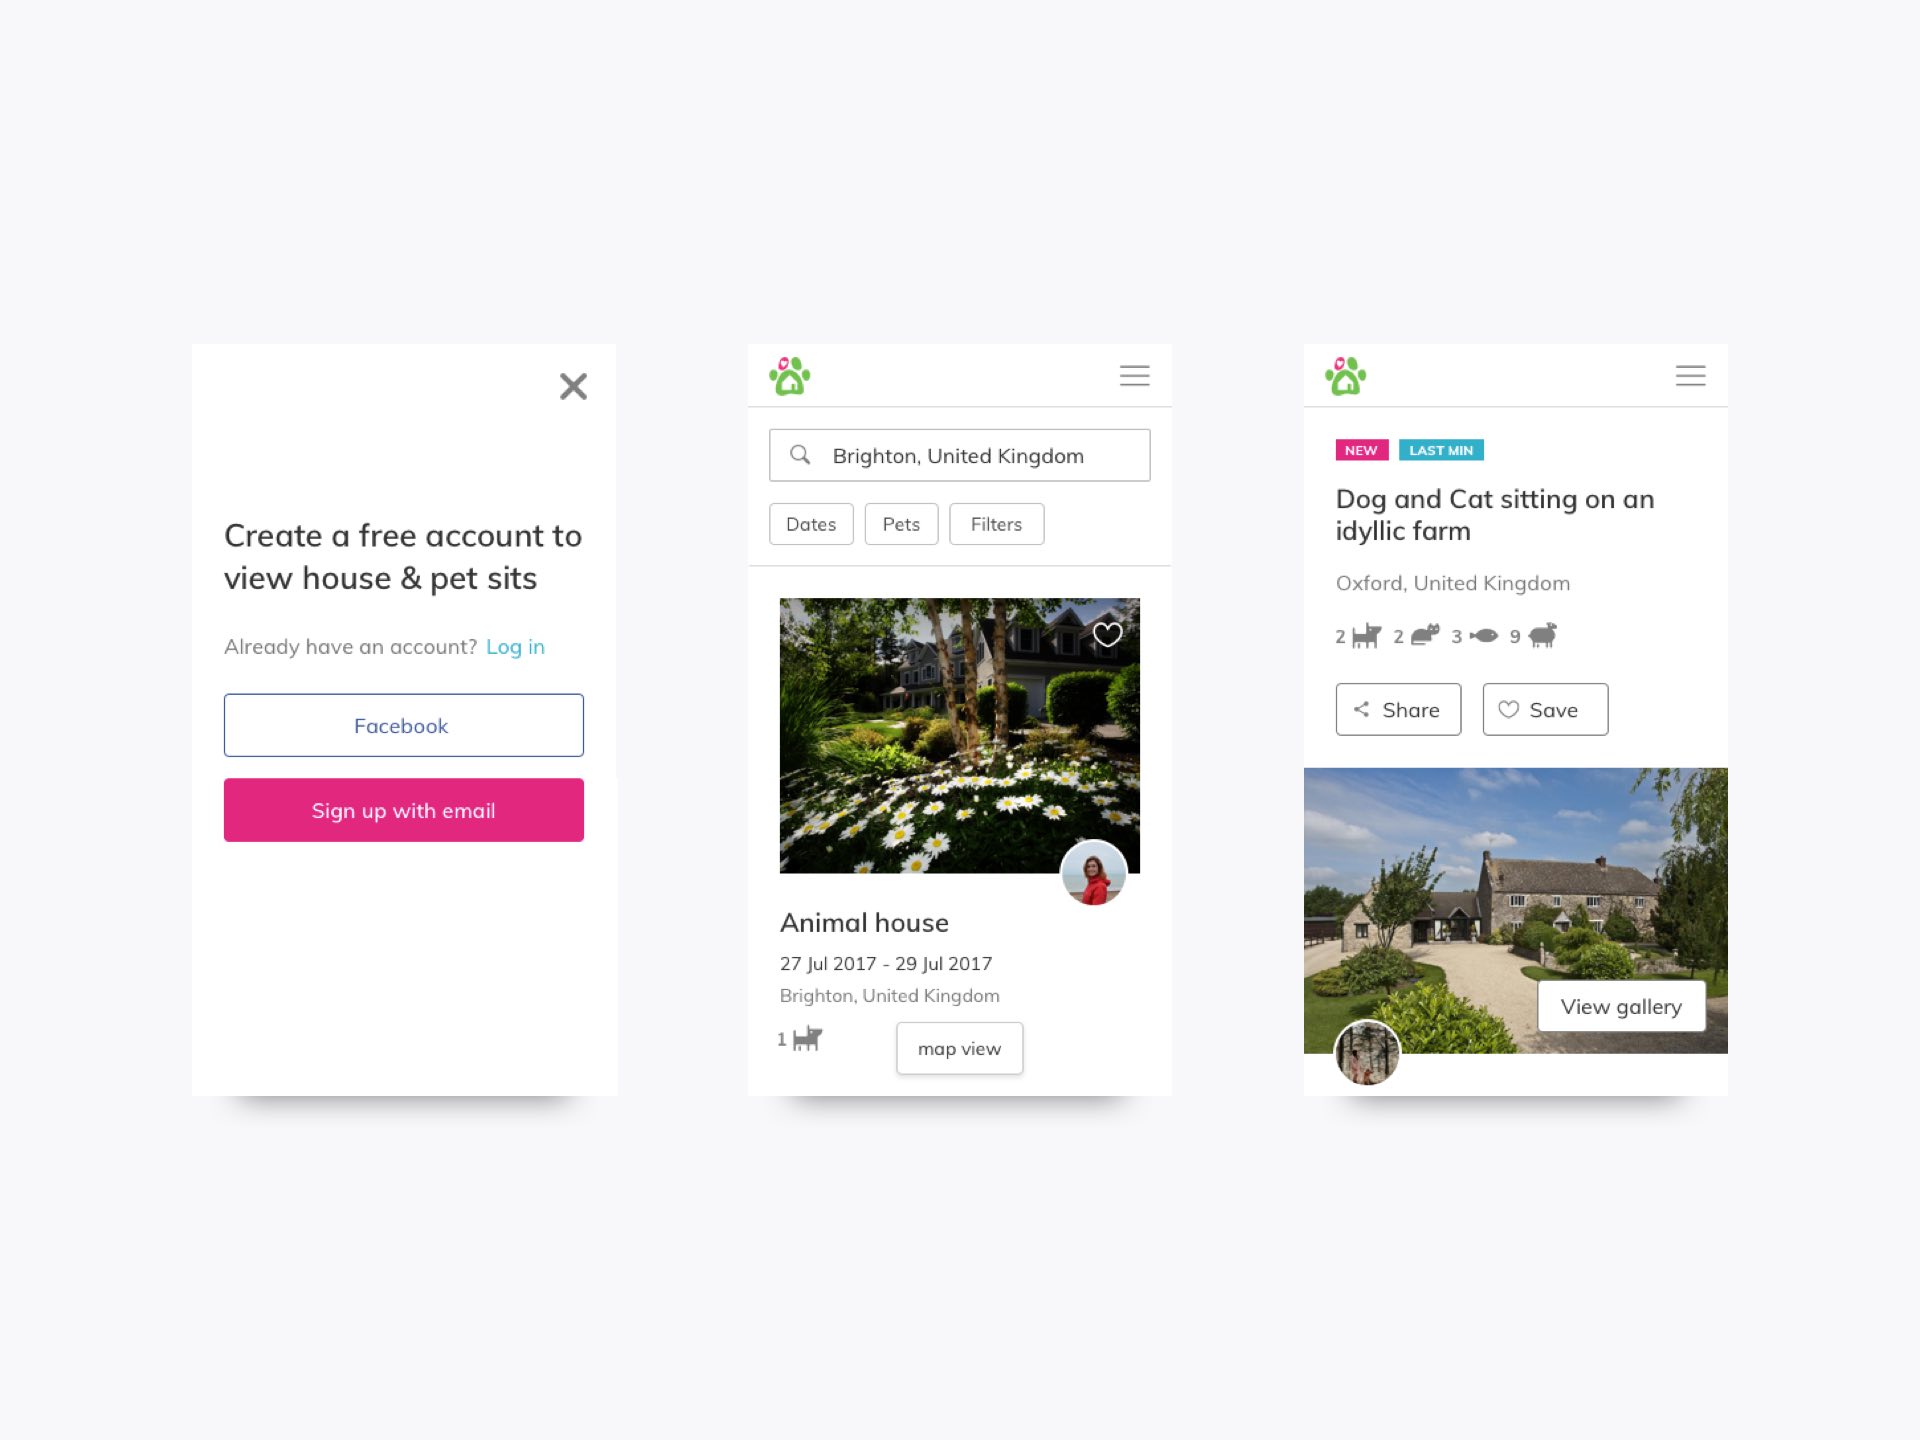 Create a free account to
view house & pet sits
Already have an account? Log in
Facebook
Sign up with email
Brighton, United Kingdom
Dates
Pets
Filters
Animal house
27 Jul 2017 - 29 Jul 2017
Brighton, United Kingdom
1
map view
NEW
LAST MIN
Dog and Cat sitting on an
idyllic farm
Oxford, United Kingdom
2 2 3 9
Share
Save
View gallery